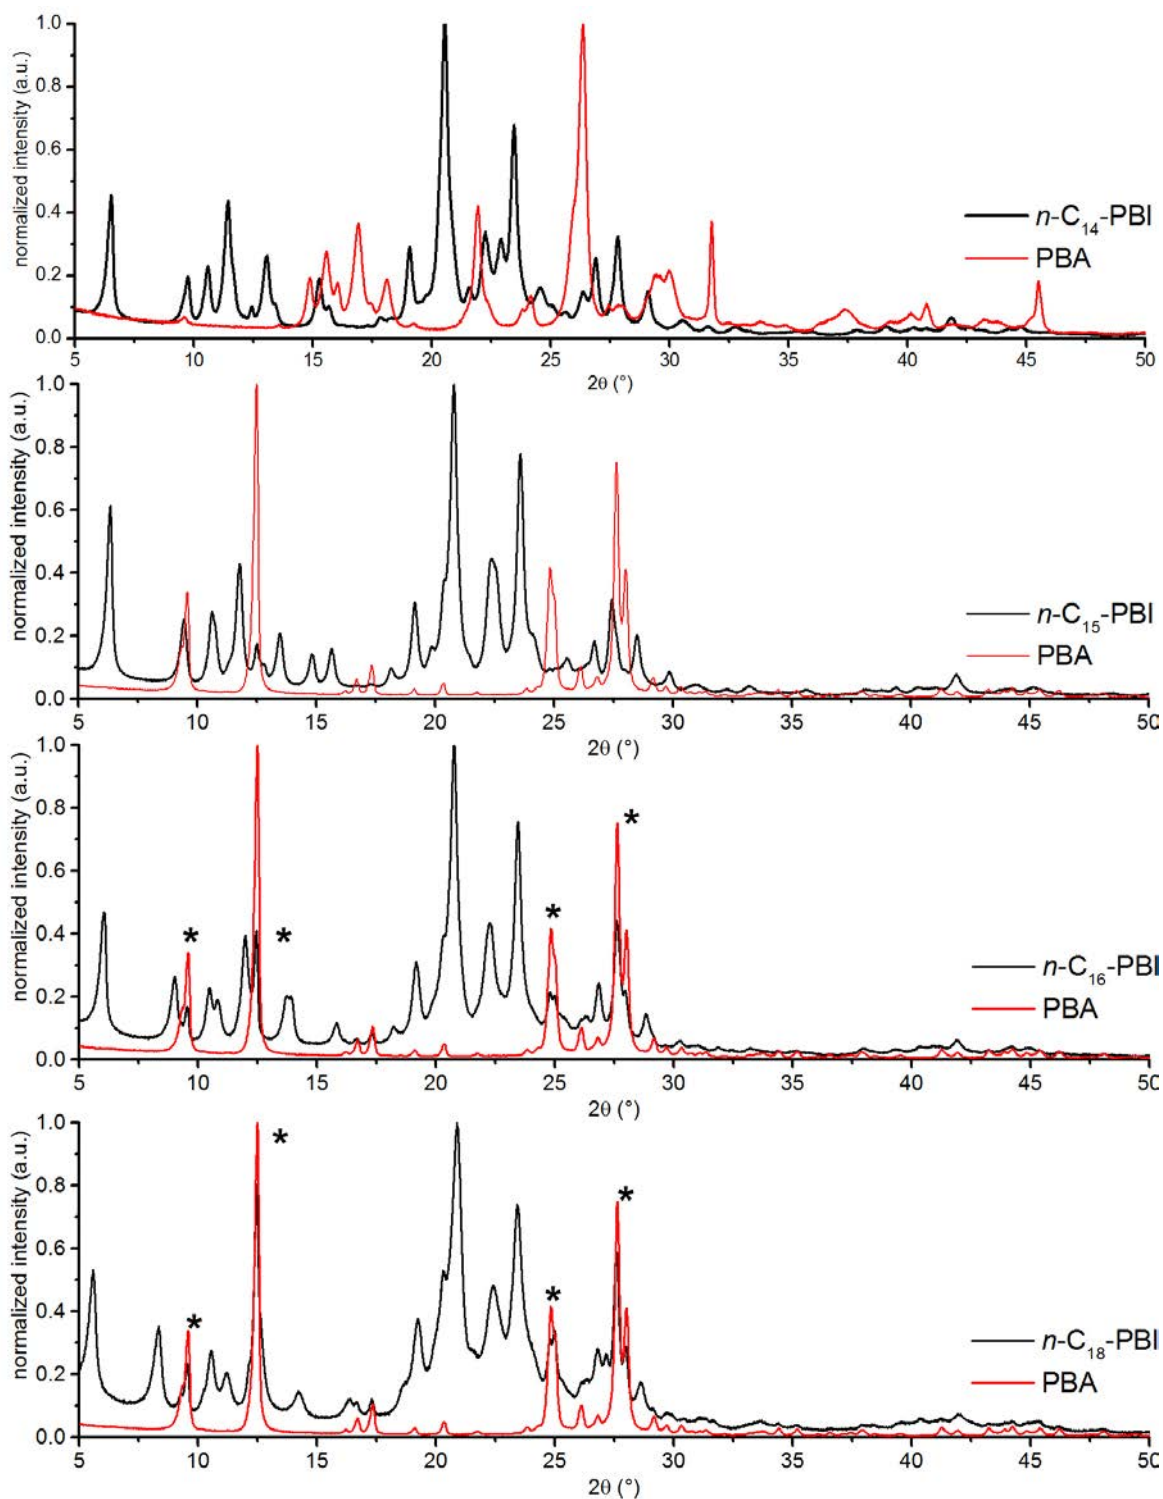 normalized intensity (a.u.)
1.0
0.8
0.6
0.4
0.2
0.0
n-C14-PBI
PBA
5 10 15 20 25 30 35 40 45 50
2θ (°)
normalized intensity (a.u.)
1.0
0.8
0.6
0.4
0.2
0.0
n-C15-PBI
PBA
5 10 15 20 25 30 35 40 45 50
2θ (°)
normalized intensity (a.u.)
1.0
0.8
0.6
0.4
0.2
0.0
* * * *
n-C16-PBI
PBA
5 10 15 20 25 30 35 40 45 50
2θ (°)
normalized intensity (a.u.)
1.0
0.8
0.6
0.4
0.2
0.0
* * * *
n-C18-PBI
PBA
5 10 15 20 25 30 35 40 45 50
2θ (°)